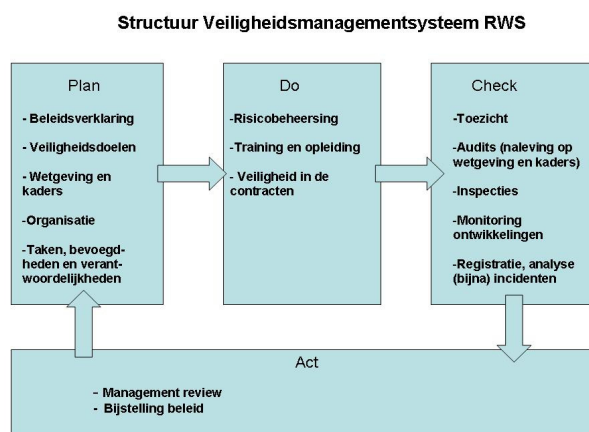 Structuur Veiligheidsmanagementsysteem RWS
Plan
- Beleidsverklaring
- Veiligheidsdoelen
- Wetgeving en
kaders
-Organisatie
-Taken, bevoegd-
heden en verant-
woordelijkheden
Do
-Risicobeheersing
-Training en opleiding
- Veiligheid in de
contracten
Check
-Toezicht
-Audits (naleving op
wetgeving en kaders)
-Inspecties
-Monitoring
ontwikkelingen
-Registratie, analyse
(bijna) incidenten
Act
- Management review
- Bijstelling beleid